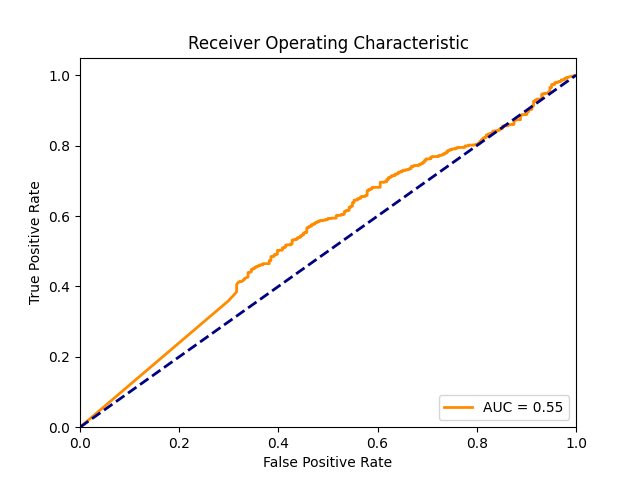 Receiver Operating Characteristic
1.0
0.8
0.6
0.4
0.2
0.0
True Positive Rate
AUC = 0.55
0.0 0.2 0.4 0.6 0.8 1.0
False Positive Rate